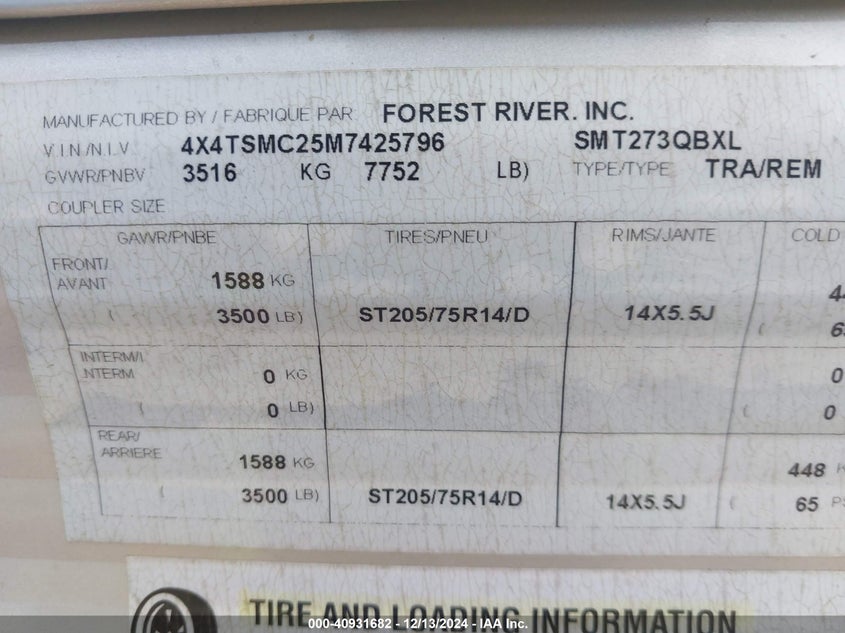 MANUFACTURED BY / FABRIQUE PAR FOREST RIVER. INC.
V.I.N./N.I.V. 4X4TSMC25M7425796 SMT273QBXL
GVWR/PNBV 3516 KG 7752 LB) TYPE/TYPE TRA/REM
COUPLER SIZE
GAWR/PNBE TIRES/PNEU RIMS/JANTE COLD
FRONT/
AVANT 1588 KG
( 3500 LB) ST205/75R14/D 14X5.5J (
INTERM/I
NTERM 0 KG 0
( 0 LB) ( 0
REAR/
ARRIERE 1588 KG 448
( 3500 LB) ST205/75R14/D 14X5.5J ( 65
TIRE AND LOADING INFORMATION
000-40931682 - 12/13/2024 - IAA Inc.